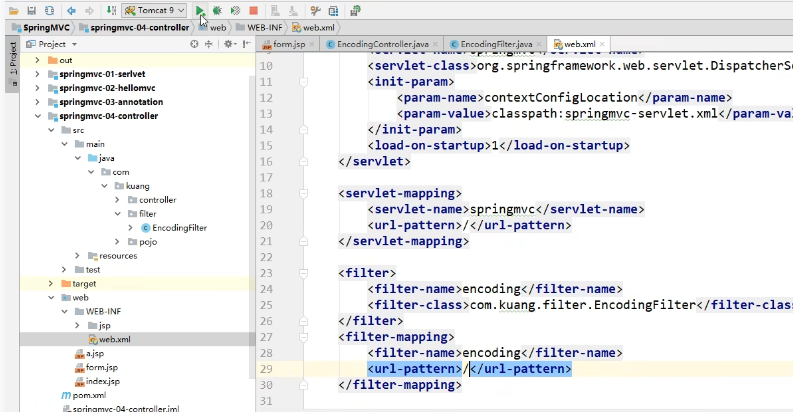 Tomcat 9
SpringMVC springmvc-04-controller web WEB-INF web.xml
1: Project
Project
form.jsp EncodingController.java EncodingFilter.java web.xml
out
springmvc-01-serlvet
springmvc-02-hellomvc
springmvc-03-annotation
springmvc-04-controller
src
main
java
com
kuang
controller
filter
EncodingFilter
pojo
resources
test
target
web
WEB-INF
jsp
web.xml
a.jsp
form.jsp
index.jsp
pom.xml
springmvc-04-controller.iml
9 <servlet-name>springmvc</servlet-name>
10 <servlet-class>org.springframework.web.servlet.DispatcherSe
11 <init-param>
12 <param-name>contextConfigLocation</param-name>
13 <param-value>classpath:springmvc-servlet.xml</param-val
14 </init-param>
15 <load-on-startup>1</load-on-startup>
16 </servlet>
17
18 <servlet-mapping>
19 <servlet-name>springmvc</servlet-name>
20 <url-pattern>/</url-pattern>
21 </servlet-mapping>
22
23 <filter>
24 <filter-name>encoding</filter-name>
25 <filter-class>com.kuang.filter.EncodingFilter</filter-clas
26 </filter>
27 <filter-mapping>
28 <filter-name>encoding</filter-name>
29 <url-pattern>/</url-pattern>
30 </filter-mapping>
31